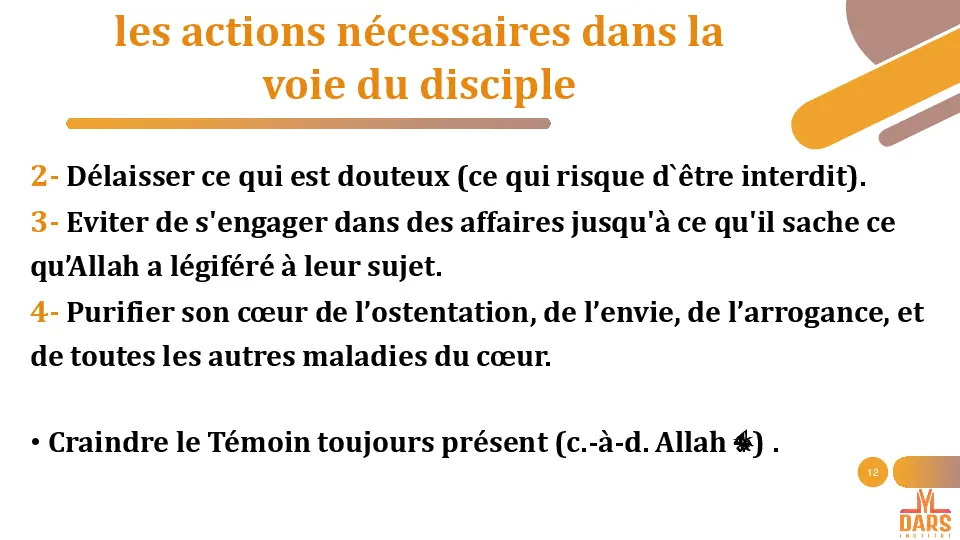 les actions nécessaires dans la
voie du disciple
2- Délaisser ce qui est douteux (ce qui risque d`être interdit).
3- Eviter de s'engager dans des affaires jusqu'à ce qu'il sache ce
qu’Allah a légiféré à leur sujet.
4- Purifier son cœur de l’ostentation, de l’envie, de l’arrogance, et
de toutes les autres maladies du cœur.
• Craindre le Témoin toujours présent (c.-à-d. Allah ) .
12
DARS
INSTITUT